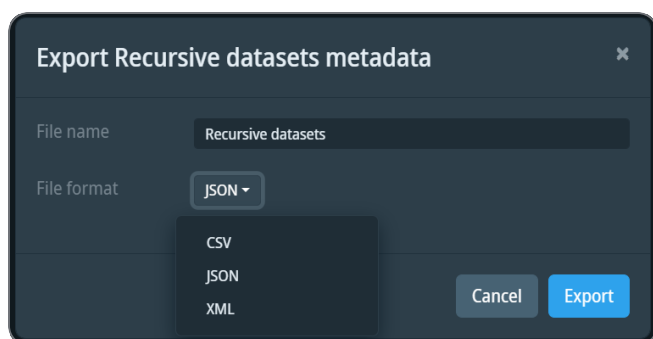 Export Recursive datasets metadata ×
File name Recursive datasets
File format JSON
CSV
JSON
XML
Cancel Export